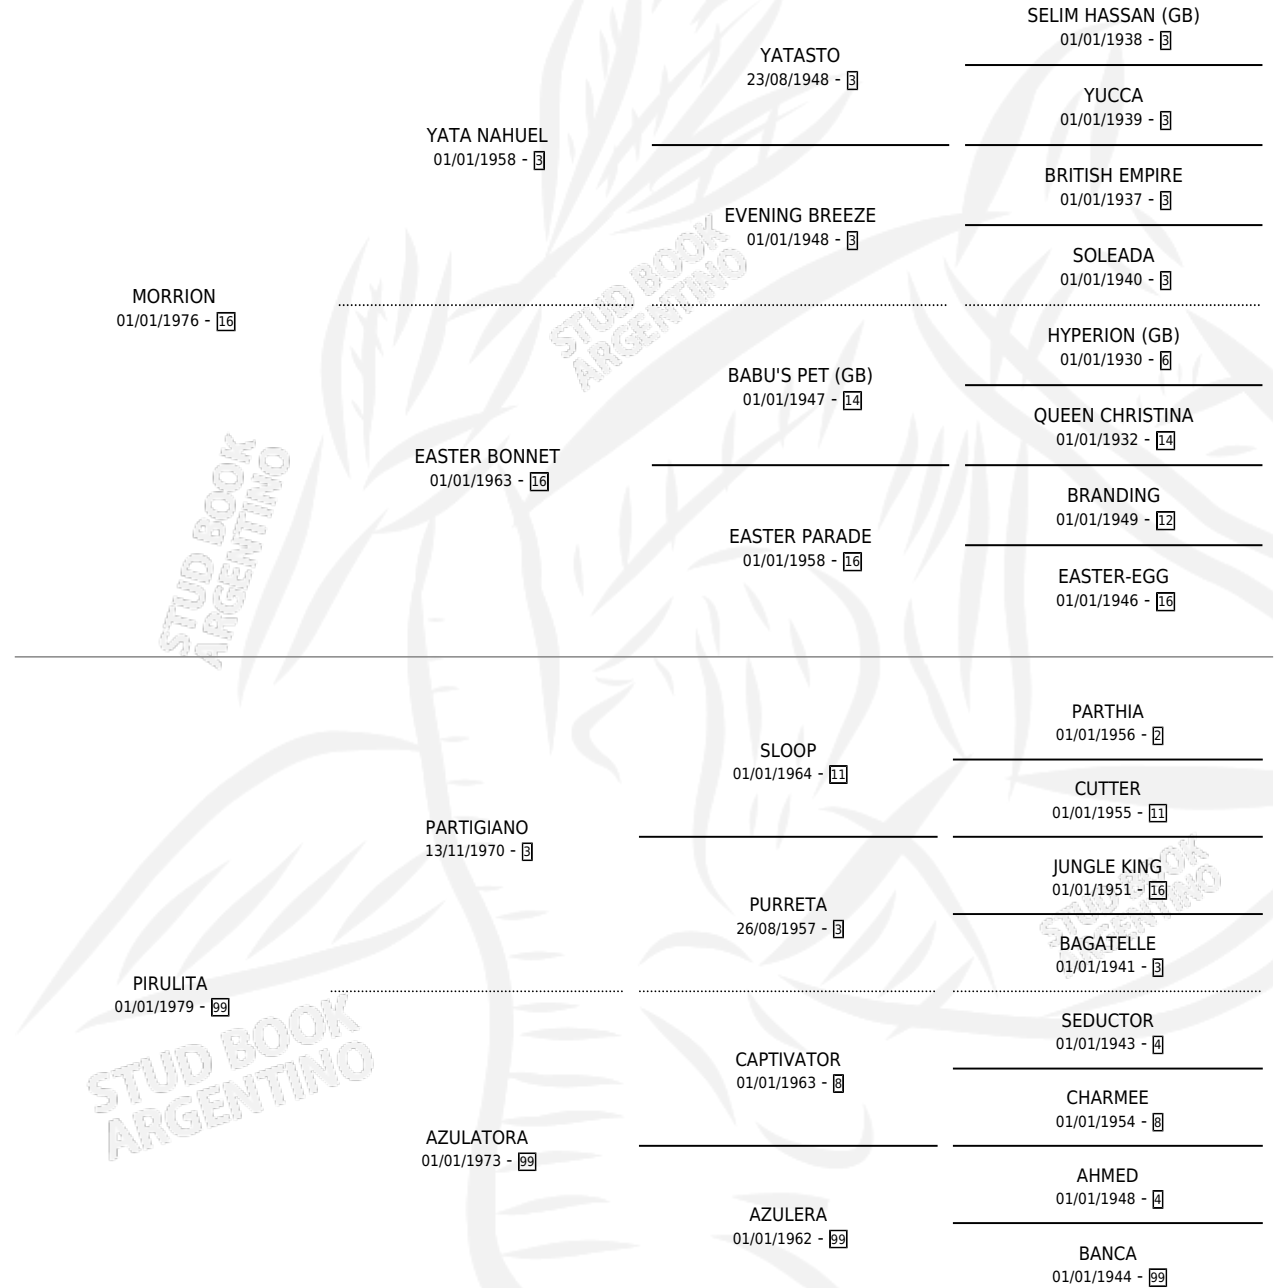 SELIM HASSAN (GB)
01/01/1938 - 3
YATASTO
23/08/1948 - 3
YUCCA
01/01/1939 - 3
YATA NAHUEL
01/01/1958 - 3
BRITISH EMPIRE
01/01/1937 - 3
EVENING BREEZE
01/01/1948 - 3
SOLEADA
01/01/1940 - 3
MORRION
01/01/1976 - 16
HYPERION (GB)
01/01/1930 - 6
BABU'S PET (GB)
01/01/1947 - 14
QUEEN CHRISTINA
01/01/1932 - 14
EASTER BONNET
01/01/1963 - 16
BRANDING
01/01/1949 - 12
EASTER PARADE
01/01/1958 - 16
EASTER-EGG
01/01/1946 - 16
PARTHIA
01/01/1956 - 2
SLOOP
01/01/1964 - 11
CUTTER
01/01/1955 - 11
PARTIGIANO
13/11/1970 - 3
JUNGLE KING
01/01/1951 - 16
PURRETA
26/08/1957 - 3
BAGATELLE
01/01/1941 - 3
PIRULITA
01/01/1979 - 99
SEDUCTOR
01/01/1943 - 4
CAPTIVATOR
01/01/1963 - 8
CHARMEE
01/01/1954 - 8
AZULATORA
01/01/1973 - 99
AHMED
01/01/1948 - 4
AZULERA
01/01/1962 - 99
BANCA
01/01/1944 - 99
STUD BOOK
ARGENTINO
STUD BOOK
ARGENTINO
STUD BOOK
ARGENTINO
STUD BOOK
ARGENTINO